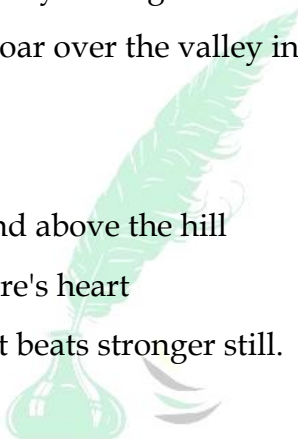 oar over the valley in
nd above the hill
re's heart
t beats stronger still.